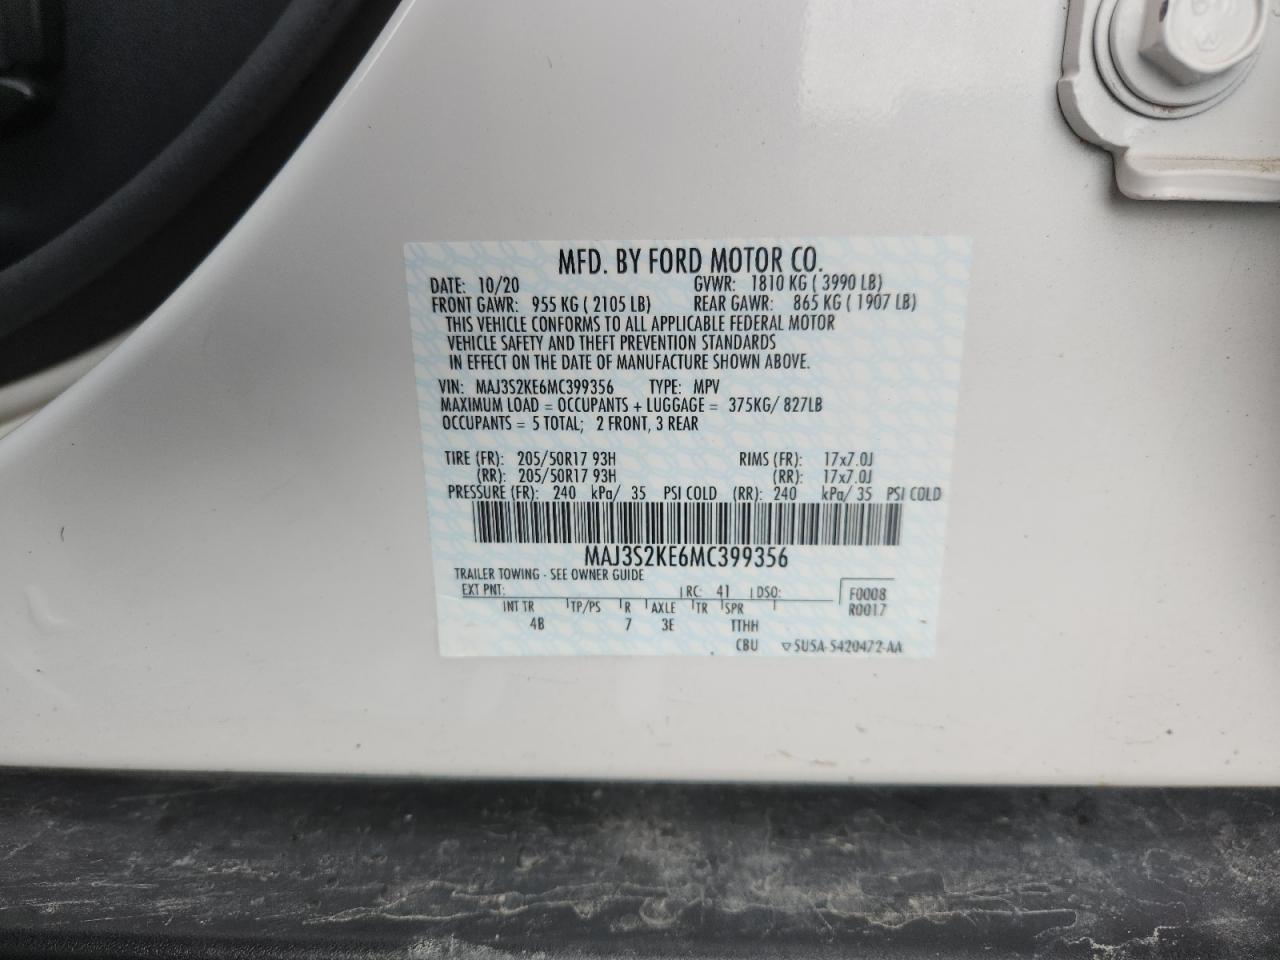 MFD. BY FORD MOTOR CO.
DATE: 10/20 GVWR: 1810 KG ( 3990 LB)
FRONT GAWR: 955 KG ( 2105 LB) REAR GAWR: 865 KG ( 1907 LB)
THIS VEHICLE CONFORMS TO ALL APPLICABLE FEDERAL MOTOR
VEHICLE SAFETY AND THEFT PREVENTION STANDARDS
IN EFFECT ON THE DATE OF MANUFACTURE SHOWN ABOVE.
VIN: MAJ3S2KE6MC399356 TYPE: MPV
MAXIMUM LOAD = OCCUPANTS + LUGGAGE = 375KG/ 827LB
OCCUPANTS = 5 TOTAL; 2 FRONT, 3 REAR
TIRE (FR): 205/50R17 93H RIMS (FR): 17x7.0J
(RR): 205/50R17 93H (RR): 17x7.0J
PRESSURE (FR): 240 kPa/ 35 PSI COLD (RR): 240 kPa/ 35 PSI COLD
MAJ3S2KE6MC399356
TRAILER TOWING - SEE OWNER GUIDE
EXT PNT: RC: 41 DSO: F0008
R0017
INT TR TP/PS R AXLE TR SPR
4B 7 3E TTHH
CBU ▽5U5A-5420472-AA